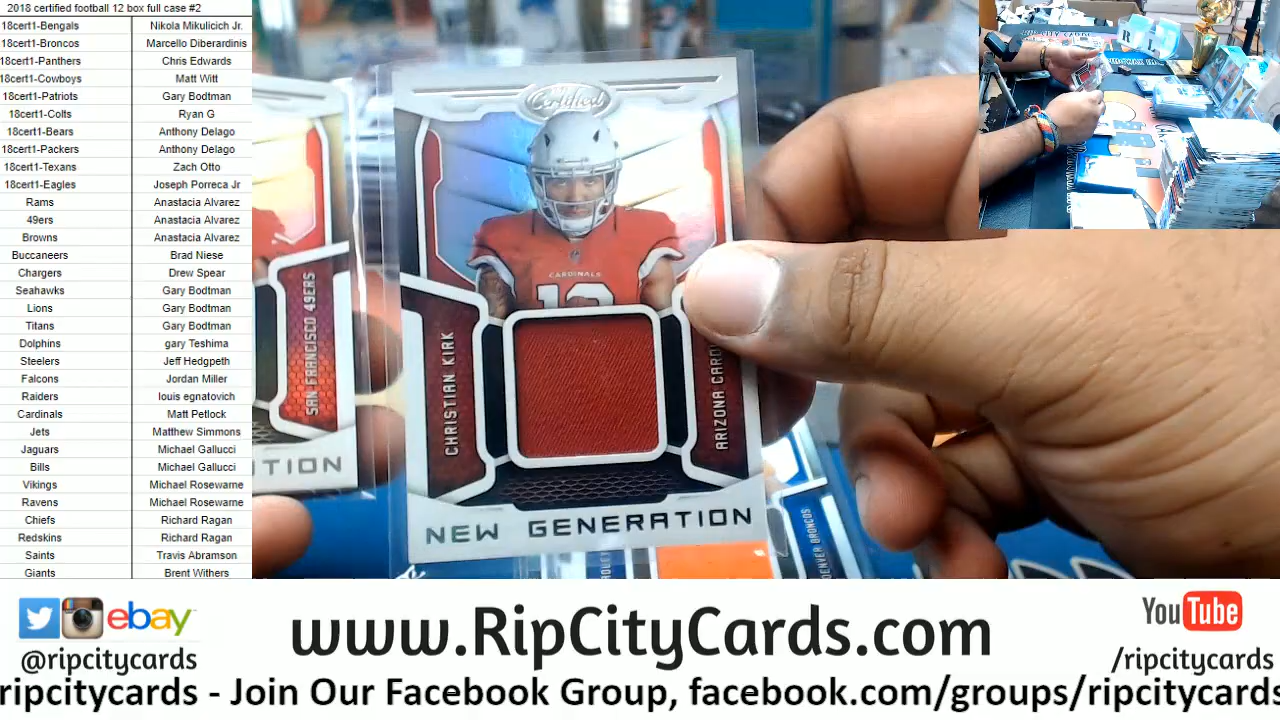 2018 certified football 12 box full case #2
18cert1-Bengals Nikola Mikulicich Jr.
18cert1-Broncos Marcello Diberardinis
18cert1-Panthers Chris Edwards
18cert1-Cowboys Matt Witt
18cert1-Patriots Gary Bodtman
18cert1-Colts Ryan G
18cert1-Bears Anthony Delago
18cert1-Packers Anthony Delago
18cert1-Texans Zach Otto
18cert1-Eagles Joseph Porreca Jr
Rams Anastacia Alvarez
49ers Anastacia Alvarez
Browns Anastacia Alvarez
Buccaneers Brad Niese
Chargers Drew Spear
Seahawks Gary Bodtman
Lions Gary Bodtman
Titans Gary Bodtman
Dolphins gary Teshima
Steelers Jeff Hedgpeth
Falcons Jordan Miller
Raiders louis egnatovich
Cardinals Matt Petlock
Jets Matthew Simmons
Jaguars Michael Gallucci
Bills Michael Gallucci
Vikings Michael Rosewarne
Ravens Michael Rosewarne
Chiefs Richard Ragan
Redskins Richard Ragan
Saints Travis Abramson
Giants Brent Withers
SAN FRANCISCO 49ERS
TION
Certified
CARDINALS
CHRISTIAN KIRK
ARIZONA CARD
NEW GENERATION
DENVER BRONCOS
ebay
@ripcitycards
www.RipCityCards.com
YouTube
/ripcitycards
ripcitycards - Join Our Facebook Group, facebook.com/groups/ripcitycards